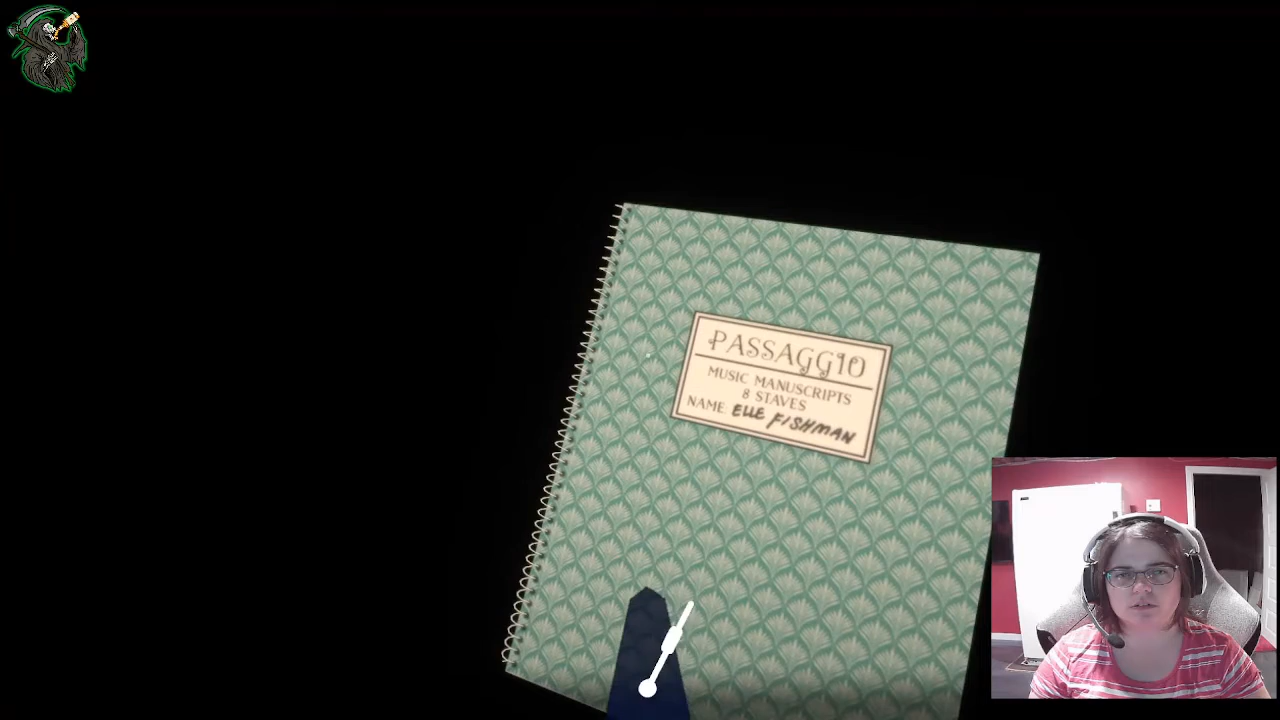 PASSAGGIO
MUSIC MANUSCRIPTS
8 STAVES
NAME ELLE FISHMAN